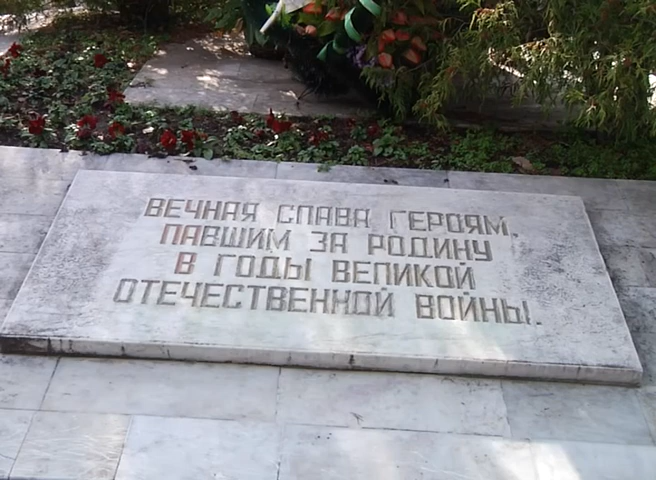 ВЕЧНАЯ СЛАВА ГЕРОЯМ,
ПАВШИМ ЗА РОДИНУ
В ГОДЫ ВЕЛИКОЙ
ОТЕЧЕСТВЕННОЙ ВОЙНЫ.